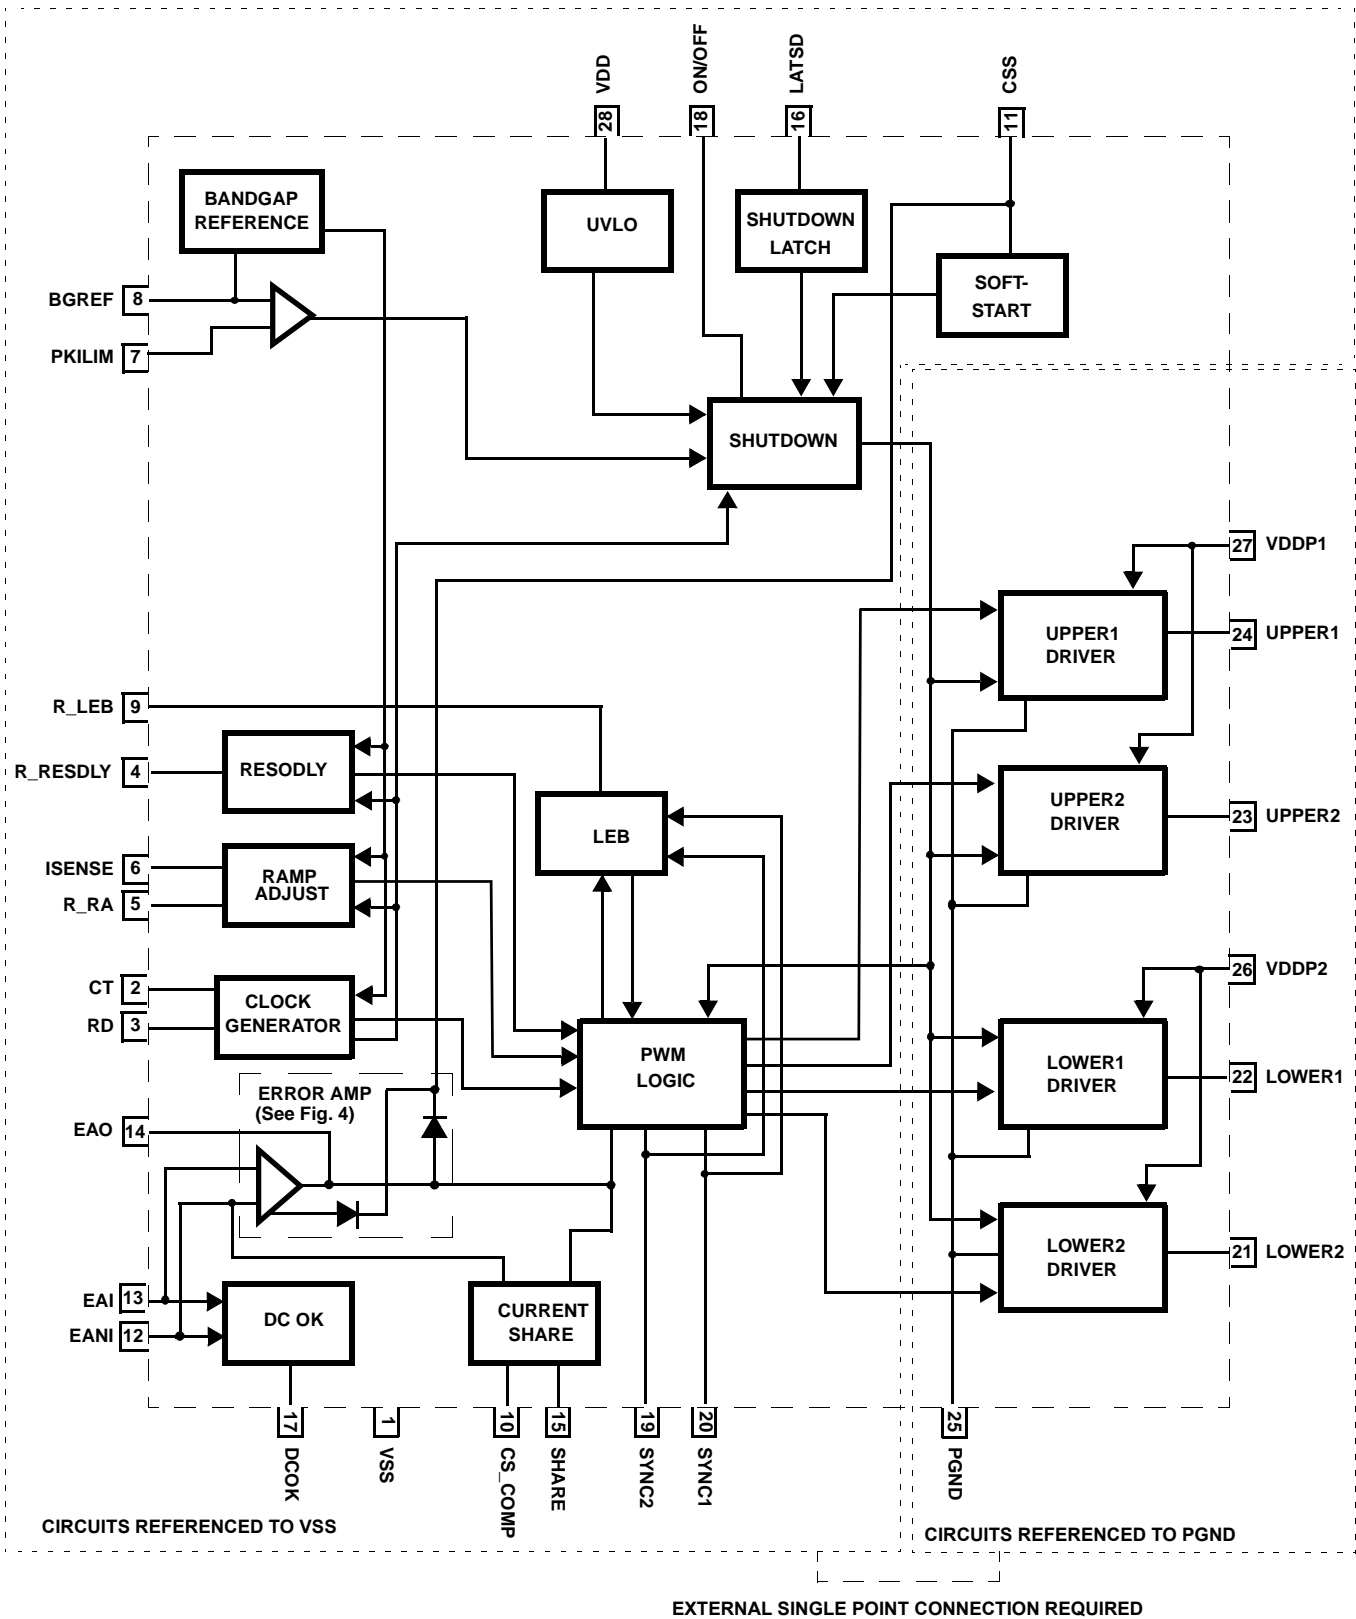 VDD
ON/OFF
LATSD
CSS
28
18
16
11
BANDGAP
REFERENCE
UVLO
SHUTDOWN
LATCH
SOFT-
START
BGREF 8
PKILIM 7
SHUTDOWN
27 VDDP1
UPPER1
DRIVER
24 UPPER1
R_LEB 9
R_RESDLY 4
RESODLY
UPPER2
DRIVER
23 UPPER2
LEB
ISENSE 6
R_RA 5
RAMP
ADJUST
26 VDDP2
CT 2
RD 3
CLOCK
GENERATOR
PWM
LOGIC
LOWER1
DRIVER
22 LOWER1
ERROR AMP
(See Fig. 4)
EAO 14
LOWER2
DRIVER
21 LOWER2
EAI 13
EANI 12
DC OK
CURRENT
SHARE
17
1
10
15
19
20
25
DCOK
VSS
CS_COMP
SHARE
SYNC2
SYNC1
PGND
CIRCUITS REFERENCED TO VSS
CIRCUITS REFERENCED TO PGND
EXTERNAL SINGLE POINT CONNECTION REQUIRED